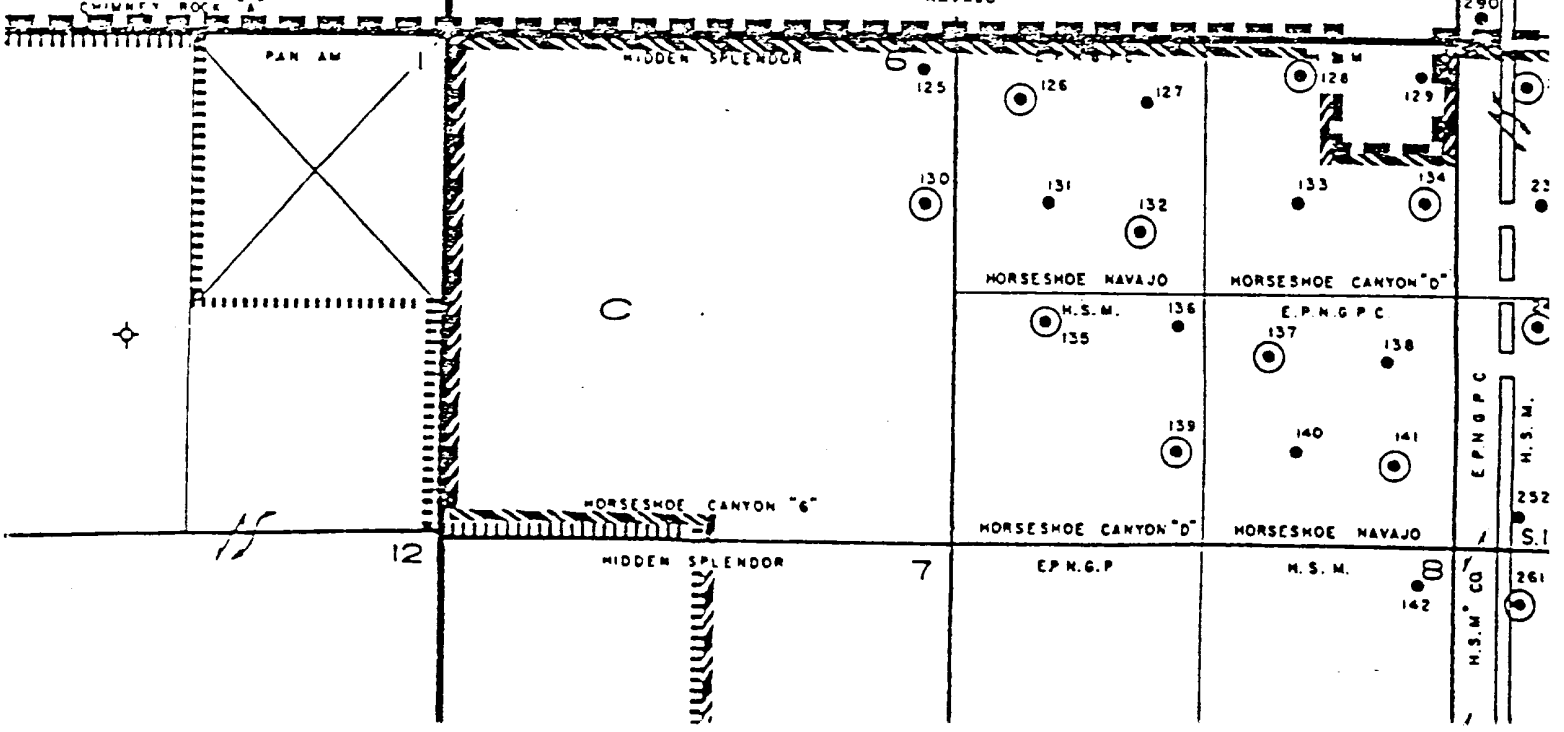 CHIMNEY ROCK "A"
NAVAJO
290
PAN AM
1
HIDDEN SPLENDOR
6
E.P.N.G.P.C.
125
126
127
128
129
130
131
132
133
134
HORSESHOE NAVAJO
HORSESHOE CANYON "D"
C
H.S.M.
135
136
E.P.N.G.P.C.
137
138
139
140
141
E.P.N.G.P.C
H.S.M.
252
HORSESHOE CANYON "6"
HORSESHOE CANYON "D"
HORSESHOE NAVAJO
12
HIDDEN SPLENDOR
7
E.P.N.G.P
H.S.M.
8
142
261